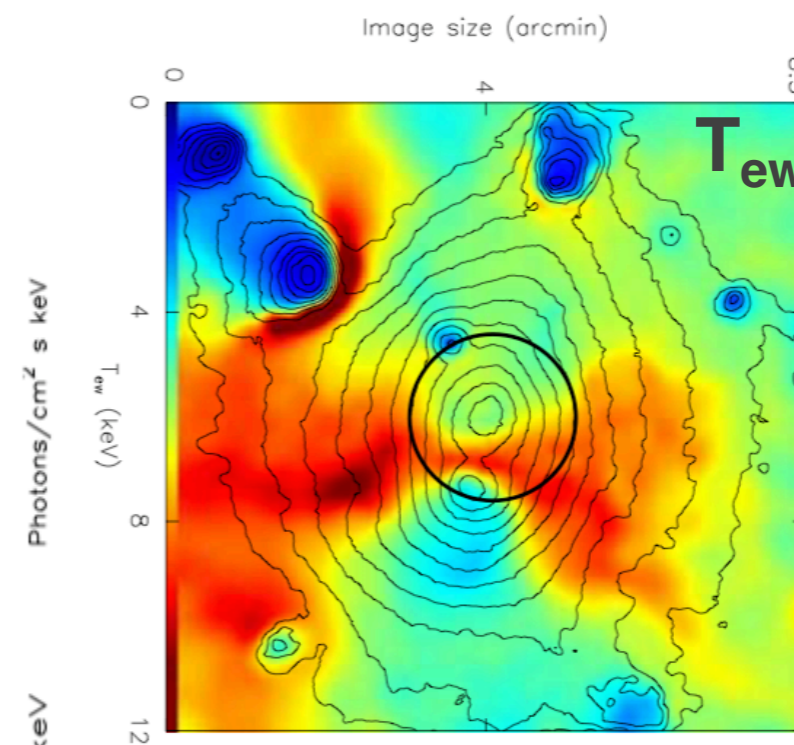 Image size (arcmin)
0
4
0
4
8
12
T_ew (keV)
T_ew
Photons/cm² s keV
keV